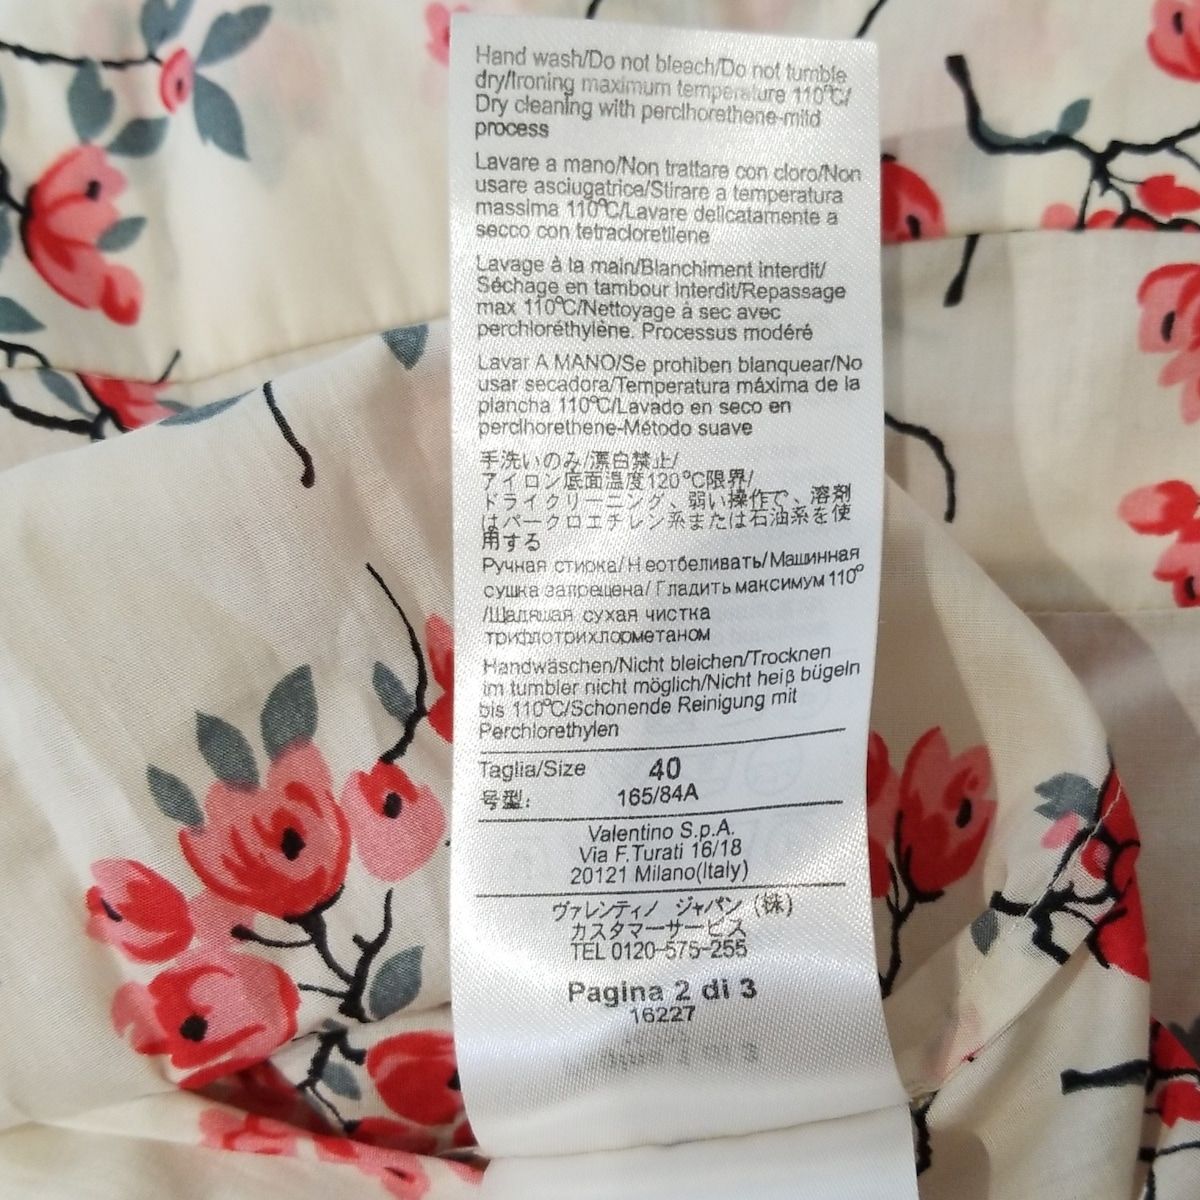 Hand wash/Do not bleach/Do not tumble
dry/Ironing maximum temperature 110°C/
Dry cleaning with perclhorethene-mild
process
Lavare a mano/Non trattare con cloro/Non
usare asciugatrice/Stirare a temperatura
massima 110°C/Lavare delicatamente a
secco con tetracloretilene
Lavage à la main/Blanchiment interdit/
Séchage en tambour Interdit/Repassage
max 110°C/Nettoyage à sec avec
perchloréthylène. Processus modéré
Lavar A MANO/Se prohiben blanquear/No
usar secadora/Temperatura máxima de la
plancha 110°C/Lavado en seco en
perclhorethene-Método suave
手洗いのみ/漂白禁止/
アイロン底面温度120°C限界/
ドライクリーニング、弱い操作で、溶剤
はパークロエチレン系または石油系を使
用する
Ручная стирка/Неотбеливать/Машинная
сушка запрещена/Гладить максимум 110°
/Щадящая сухая чистка
трифлотрихлорметаном
Handwäschen/Nicht bleichen/Trocknen
im tumbler nicht möglich/Nicht heiβ bügeln
bis 110°C/Schonende Reinigung mit
Perchlorethylen
Taglia/Size 40
号型: 165/84A
Valentino S.p.A.
Via F.Turati 16/18
20121 Milano(Italy)
ヴァレンティノ ジャパン (株)
カスタマーサービス
TEL 0120-575-255
Pagina 2 di 3
16227